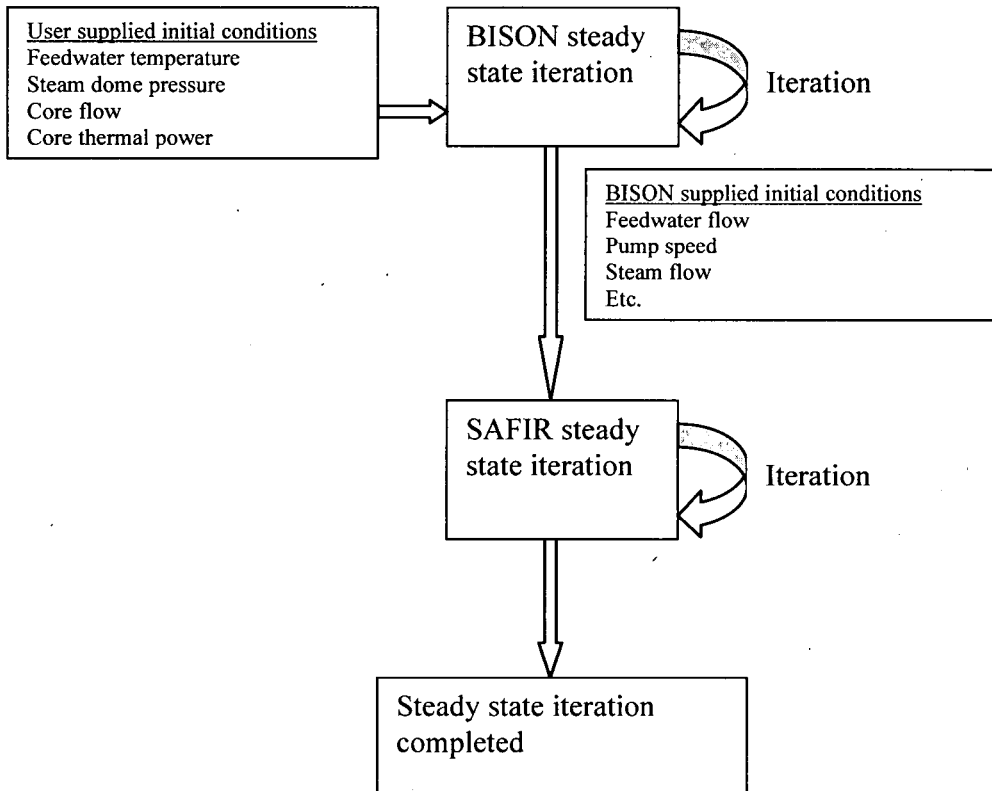 User supplied initial conditions
Feedwater temperature
Steam dome pressure
Core flow
Core thermal power
BISON steady
state iteration
Iteration
BISON supplied initial conditions
Feedwater flow
Pump speed
Steam flow
Etc.
SAFIR steady
state iteration
Iteration
Steady state iteration
completed